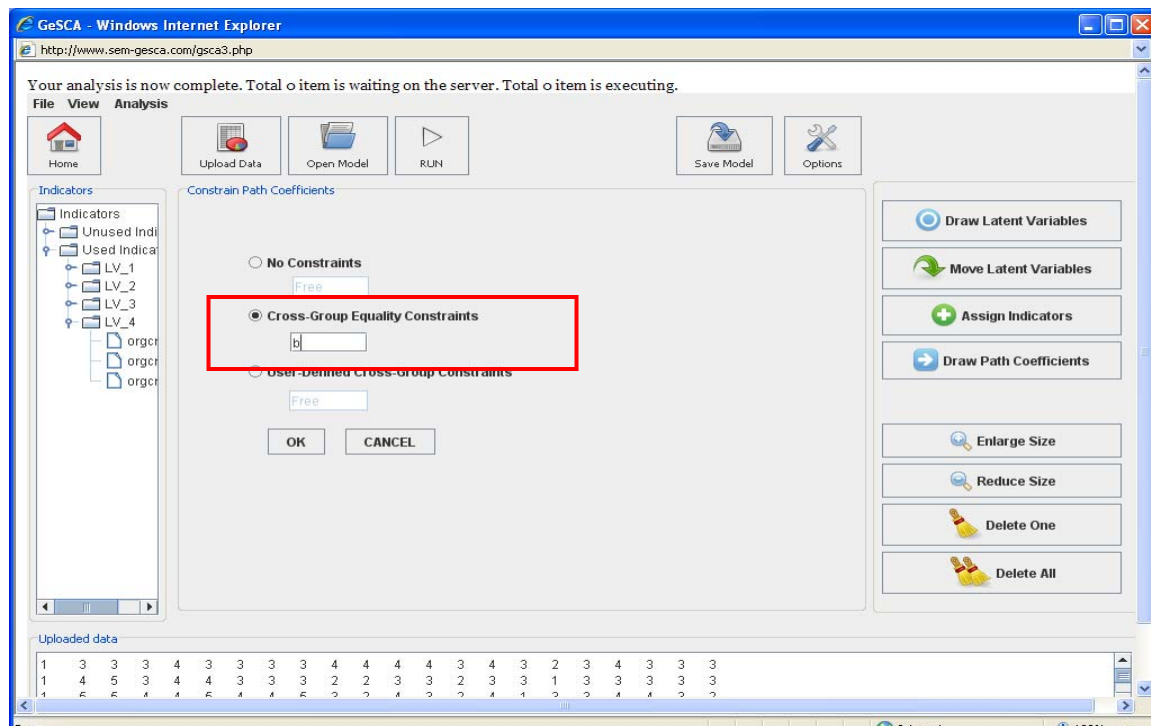 GeSCA - Windows Internet Explorer
http://www.sem-gesca.com/gsca3.php
Your analysis is now complete. Total 0 item is waiting on the server. Total 0 item is executing.
File View Analysis
Home
Upload Data
Open Model
RUN
Save Model
Options
Indicators
Indicators
Unused Indi
Used Indica
LV_1
LV_2
LV_3
LV_4
orgcr
orgcr
orgcr
Constrain Path Coefficients
No Constraints
Free
Cross-Group Equality Constraints
b
User-Defined Cross-Group Constraints
Free
OK
CANCEL
Draw Latent Variables
Move Latent Variables
Assign Indicators
Draw Path Coefficients
Enlarge Size
Reduce Size
Delete One
Delete All
Uploaded data
1 3 3 3 4 3 3 3 3 4 4 4 4 3 4 3 2 3 4 3 3 3
1 4 5 3 4 4 3 3 3 2 2 3 3 2 3 3 1 3 3 3 3 3